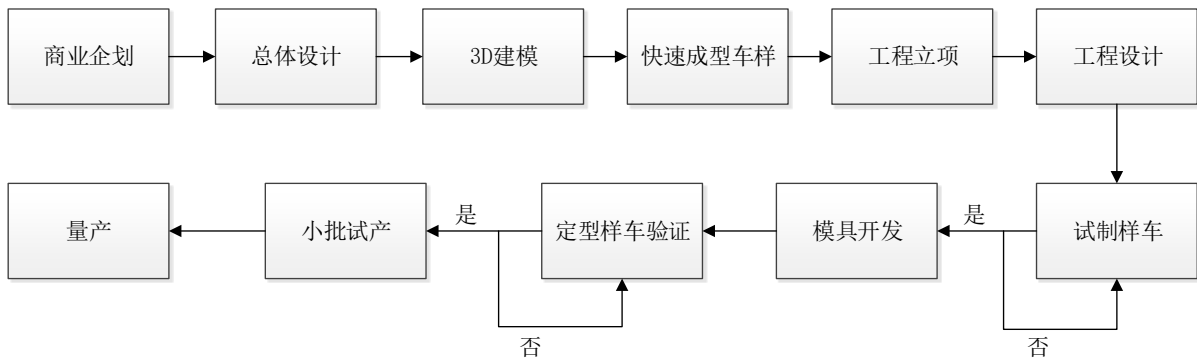 商业企划
总体设计
3D建模
快速成型车样
工程立项
工程设计
量产
小批试产
是
定型样车验证
模具开发
是
试制样车
否
否